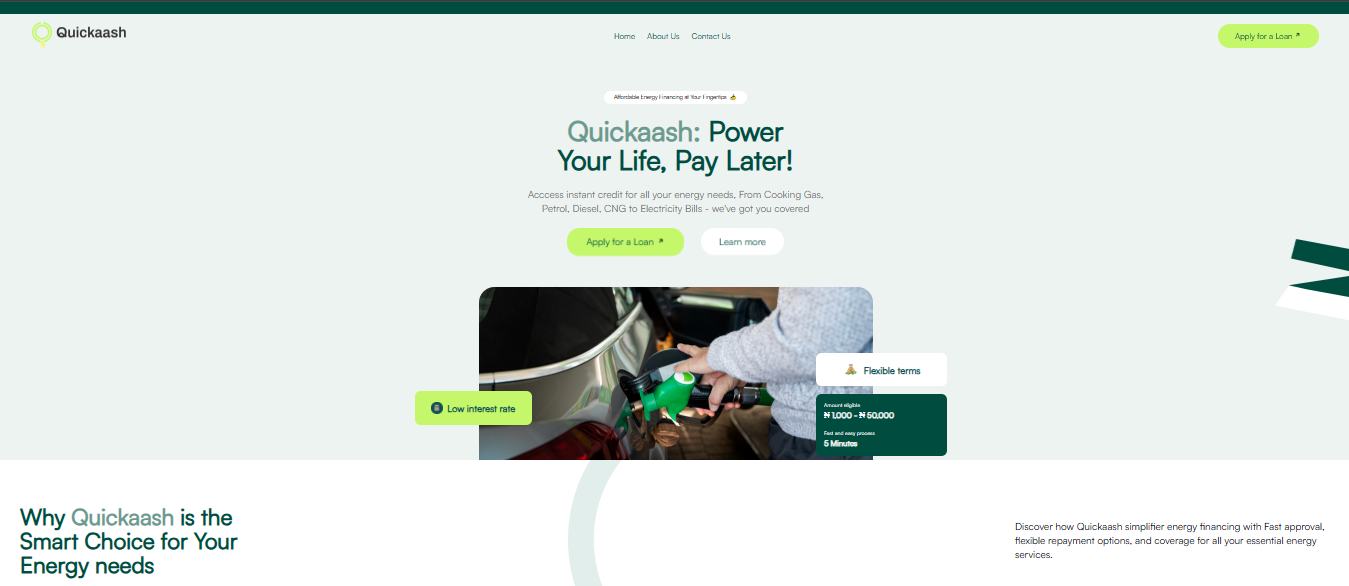 Quickaash
Home About Us Contact Us
Apply for a Loan
Affordable Energy Financing at Your Fingertips
Quickaash: Power
Your Life, Pay Later!
Acccess instant credit for all your energy needs, From Cooking Gas,
Petrol, Diesel, CNG to Electricity Bills - we've got you covered
Apply for a Loan
Learn more
Flexible terms
Low interest rate
Amount eligible
₦ 1,000 - ₦ 50,000
Fast and easy process
5 Minutes
Why Quickaash is the
Smart Choice for Your
Energy needs
Discover how Quickaash simplifier energy financing with Fast approval,
flexible repayment options, and coverage for all your essential energy
services.